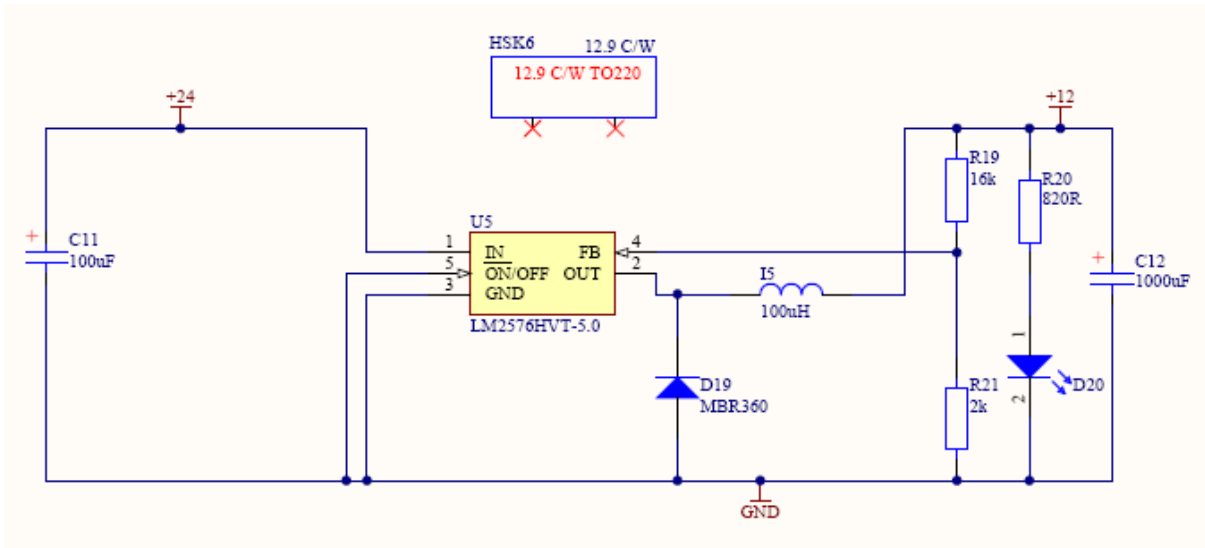 HSK6 12.9 C/W
12.9 C/W TO220
+24
+12
R19
16k
R20
820R
U5
C11
100uF
1 IN
5 ON/OFF
3 GND
FB 4
OUT 2
LM2576HVT-5.0
I5
100uH
+
+
C12
1000uF
1
D19
MBR360
R21
2k
D20
2
GND